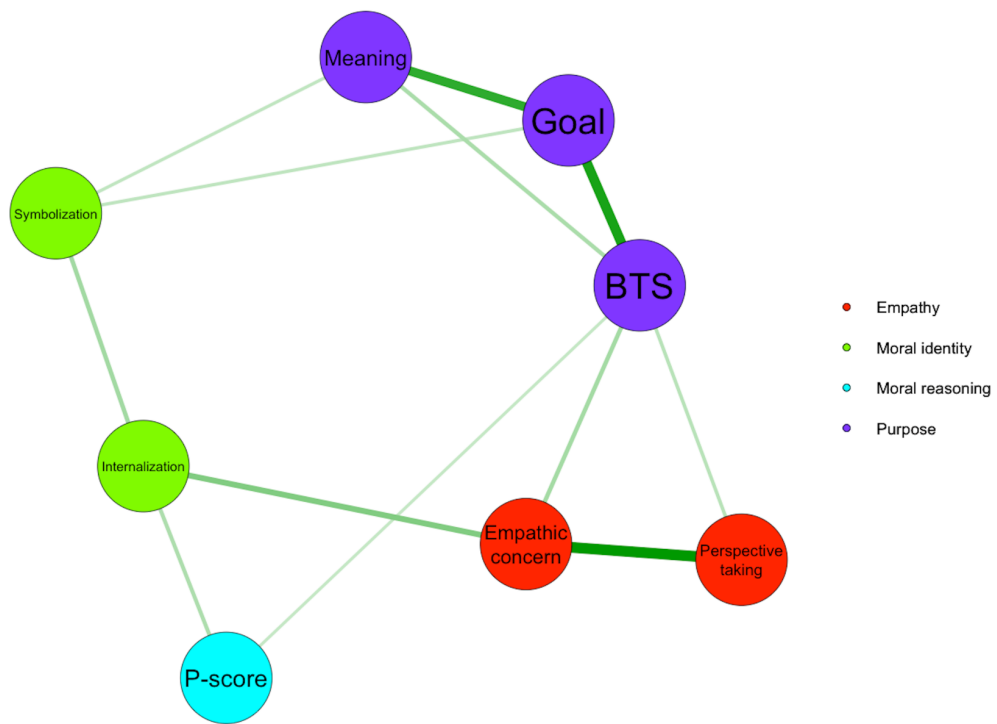 Meaning
Goal
Symbolization
BTS
Empathy
Moral identity
Moral reasoning
Purpose
Internalization
Empathic
concern
Perspective
taking
P-score